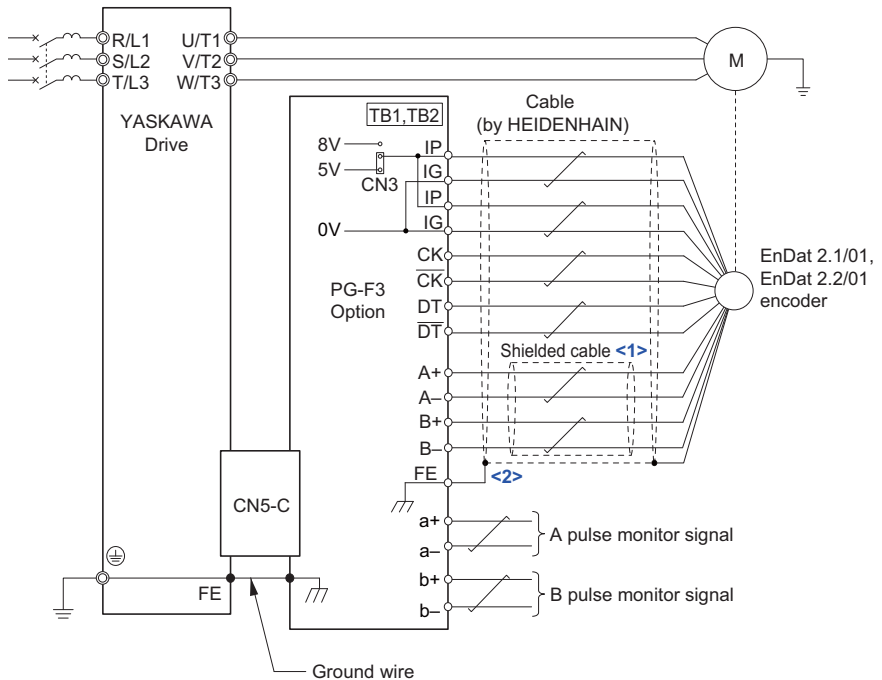 R/L1
S/L2
T/L3
U/T1
V/T2
W/T3
YASKAWA
Drive
M
TB1,TB2
8V
5V
CN3
0V
IP
IG
IP
IG
CK
CK
DT
DT
A+
A–
B+
B–
FE
PG-F3
Option
Cable
(by HEIDENHAIN)
Shielded cable <1>
<2>
EnDat 2.1/01,
EnDat 2.2/01
encoder
CN5-C
a+
a–
A pulse monitor signal
b+
b–
B pulse monitor signal
FE
Ground wire